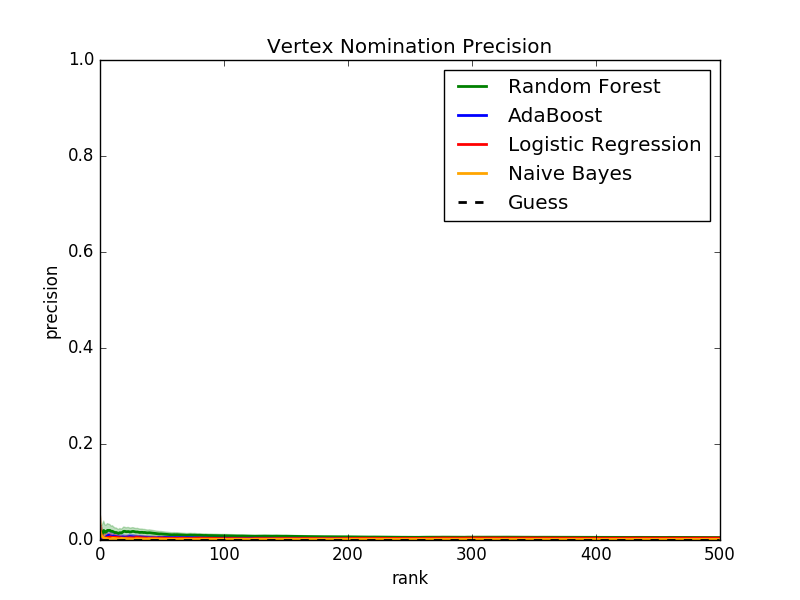 Vertex Nomination Precision
1.0
0.8
0.6
0.4
0.2
0.0
precision
Random Forest
AdaBoost
Logistic Regression
Naive Bayes
Guess
0 100 200 300 400 500
rank